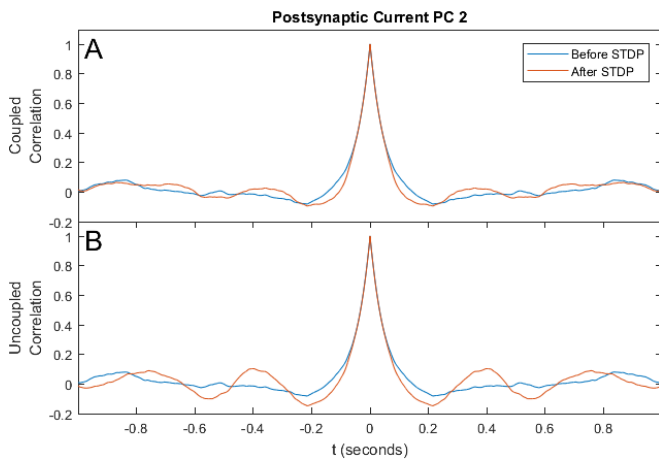 Postsynaptic Current PC 2
A
Before STDP
After STDP
Coupled
Correlation
1
0.8
0.6
0.4
0.2
0
-0.2
B
Uncoupled
Correlation
1
0.8
0.6
0.4
0.2
0
-0.2
-0.8 -0.6 -0.4 -0.2 0 0.2 0.4 0.6 0.8
t (seconds)